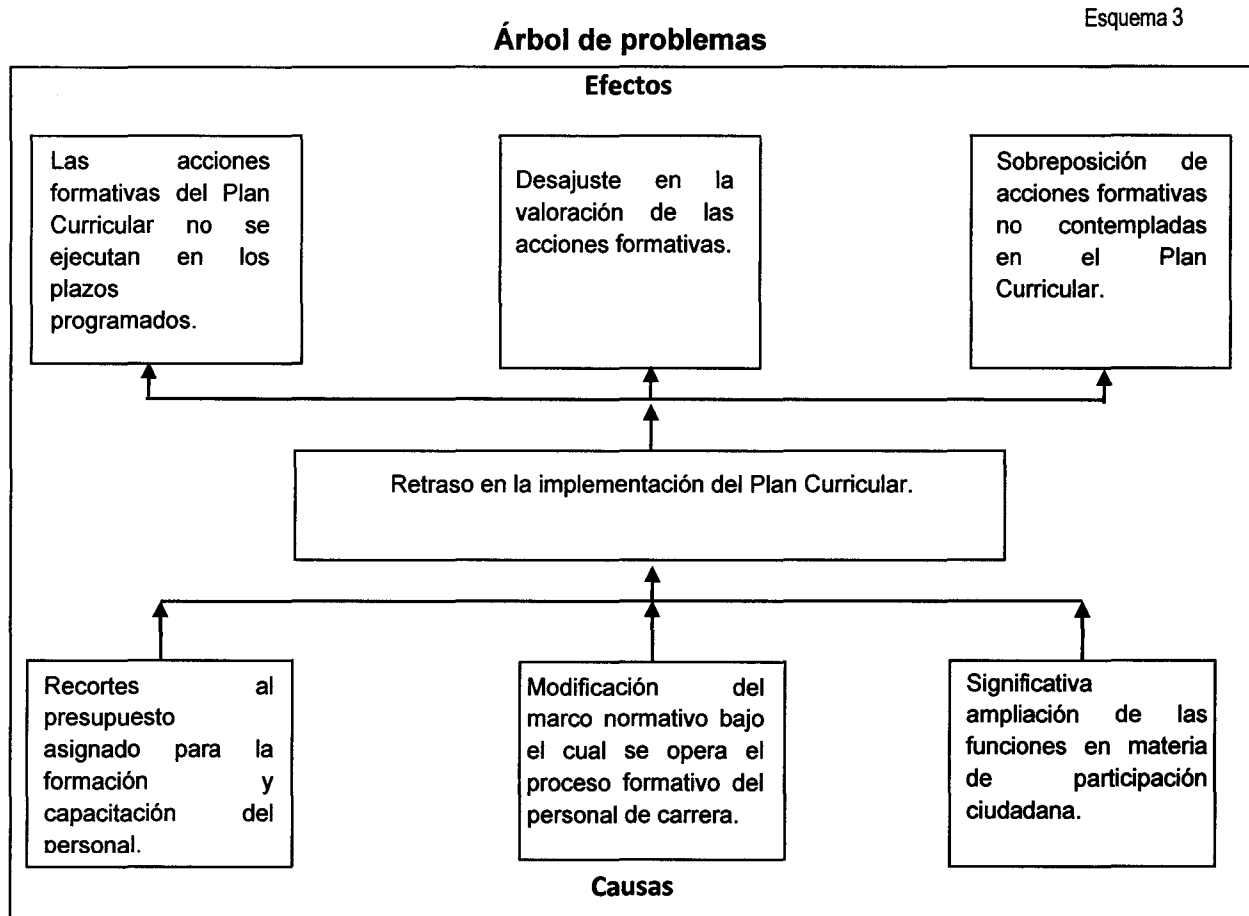 Esquema 3
Árbol de problemas
Efectos
Las acciones
formativas del Plan
Curricular no se
ejecutan en los
plazos
programados.
Desajuste en la
valoración de las
acciones formativas.
Sobreposición de
acciones formativas
no contempladas
en el Plan
Curricular.
Retraso en la implementación del Plan Curricular.
Recortes al
presupuesto
asignado para la
formación y
capacitación del
personal.
Modificación del
marco normativo bajo
el cual se opera el
proceso formativo del
personal de carrera.
Significativa
ampliación de las
funciones en materia
de participación
ciudadana.
Causas